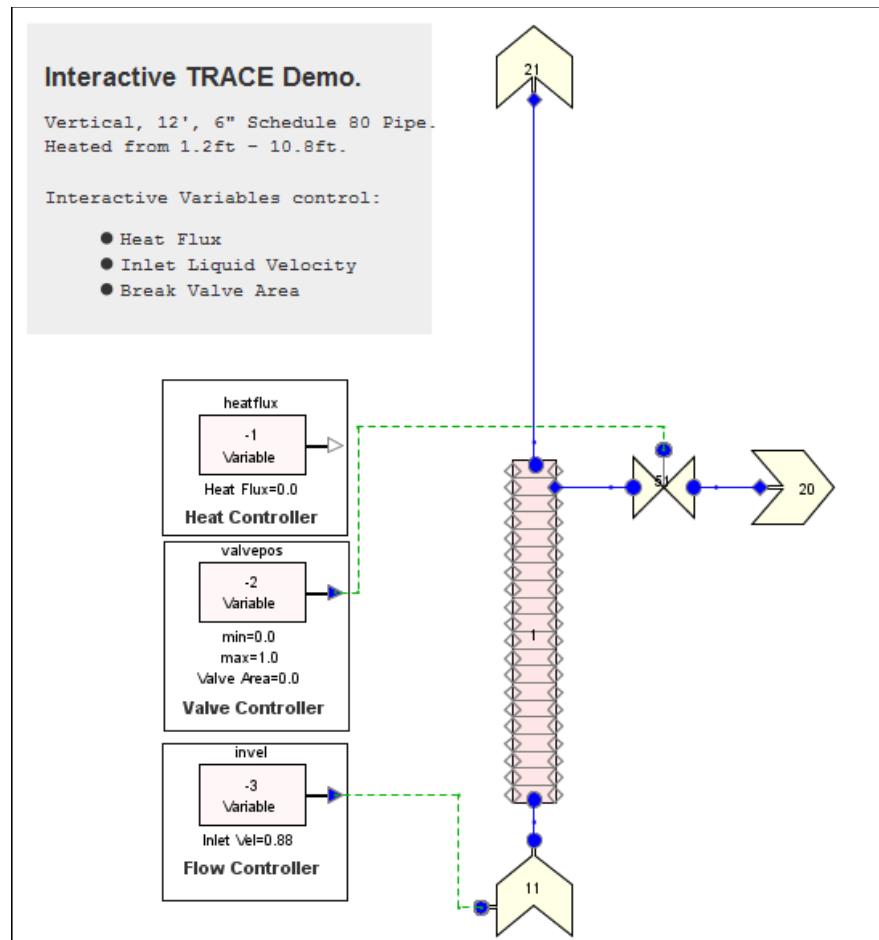 Interactive TRACE Demo.
Vertical, 12', 6" Schedule 80 Pipe.
Heated from 1.2ft - 10.8ft.
Interactive Variables control:
Heat Flux
Inlet Liquid Velocity
Break Valve Area
21
heatflux
-1
Variable
Heat Flux=0.0
Heat Controller
valvepos
-2
Variable
min=0.0
max=1.0
Valve Area=0.0
Valve Controller
invel
-3
Variable
Inlet Vel=0.88
Flow Controller
51
20
1
11